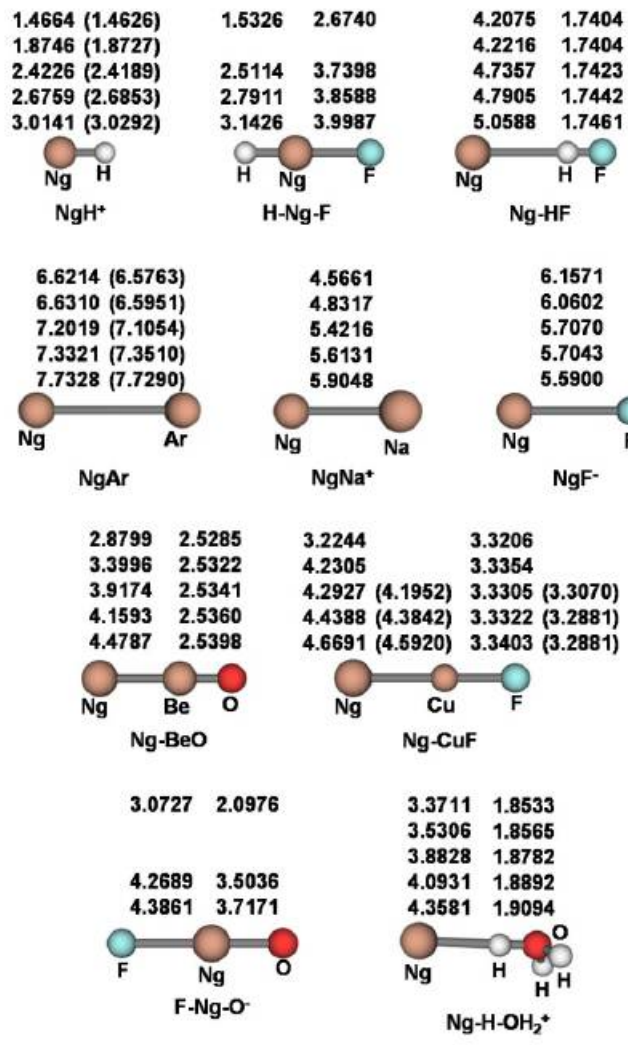 1.4664 (1.4626) 1.5326 2.6740 4.2075 1.7404
1.8746 (1.8727) 4.2216 1.7404
2.4226 (2.4189) 2.5114 3.7398 4.7357 1.7423
2.6759 (2.6853) 2.7911 3.8588 4.7905 1.7442
3.0141 (3.0292) 3.1426 3.9987 5.0588 1.7461
Ng H H Ng F Ng H F
NgH⁺ H-Ng-F Ng-HF
6.6214 (6.5763) 4.5661 6.1571
6.6310 (6.5951) 4.8317 6.0602
7.2019 (7.1054) 5.4216 5.7070
7.3321 (7.3510) 5.6131 5.7043
7.7328 (7.7290) 5.9048 5.5900
Ng Ar Ng Na Ng F
NgAr NgNa⁺ NgF⁻
2.8799 2.5285 3.2244 3.3206
3.3996 2.5322 4.2305 3.3354
3.9174 2.5341 4.2927 (4.1952) 3.3305 (3.3070)
4.1593 2.5360 4.4388 (4.3842) 3.3322 (3.2881)
4.4787 2.5398 4.6691 (4.5920) 3.3403 (3.2881)
Ng Be O Ng Cu F
Ng-BeO Ng-CuF
3.0727 2.0976 3.3711 1.8533
3.5306 1.8565
3.8828 1.8782
4.2689 3.5036 4.0931 1.8892
4.3861 3.7171 4.3581 1.9094
F Ng O Ng H O H H
F-Ng-O⁻ Ng-H-OH₂⁺